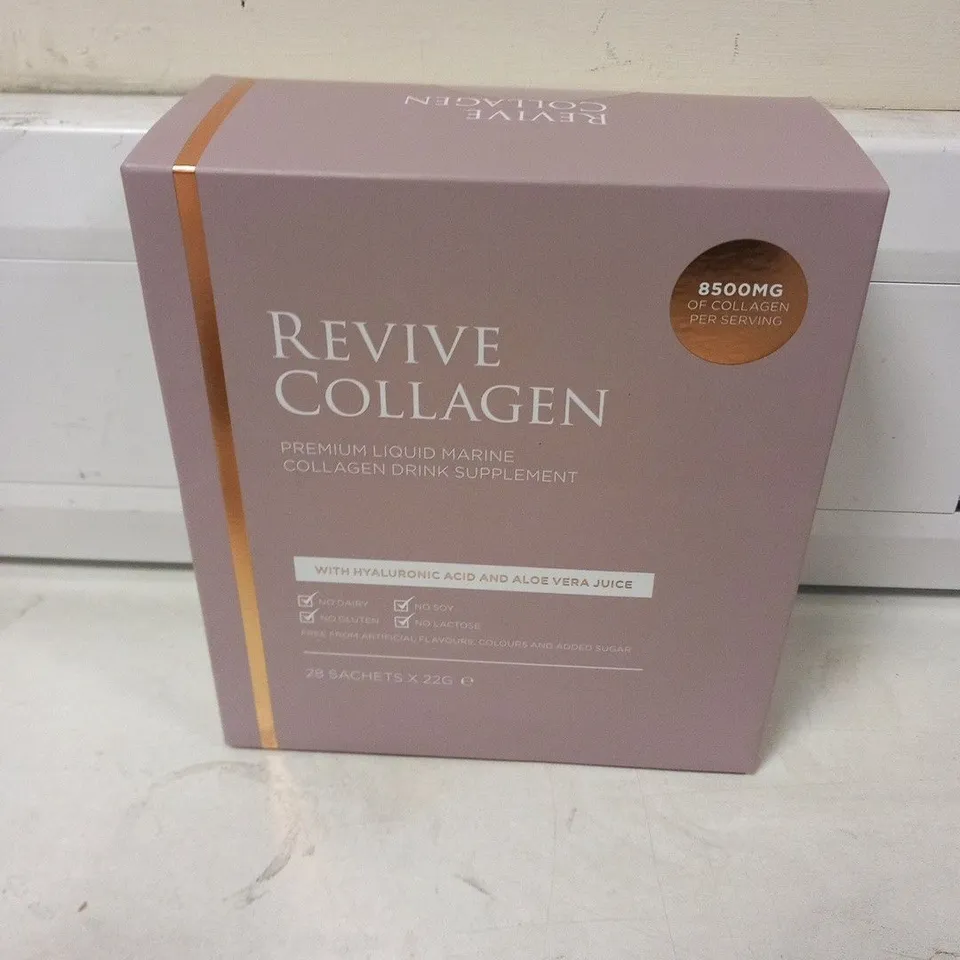 REVIVE
COLLAGEN
8500MG
OF COLLAGEN
PER SERVING
REVIVE
COLLAGEN
PREMIUM LIQUID MARINE
COLLAGEN DRINK SUPPLEMENT
WITH HYALURONIC ACID AND ALOE VERA JUICE
NO DAIRY NO SOY
NO GLUTEN NO LACTOSE
FREE FROM ARTIFICIAL FLAVOURS, COLOURS AND ADDED SUGAR
28 SACHETS X 22G ℮